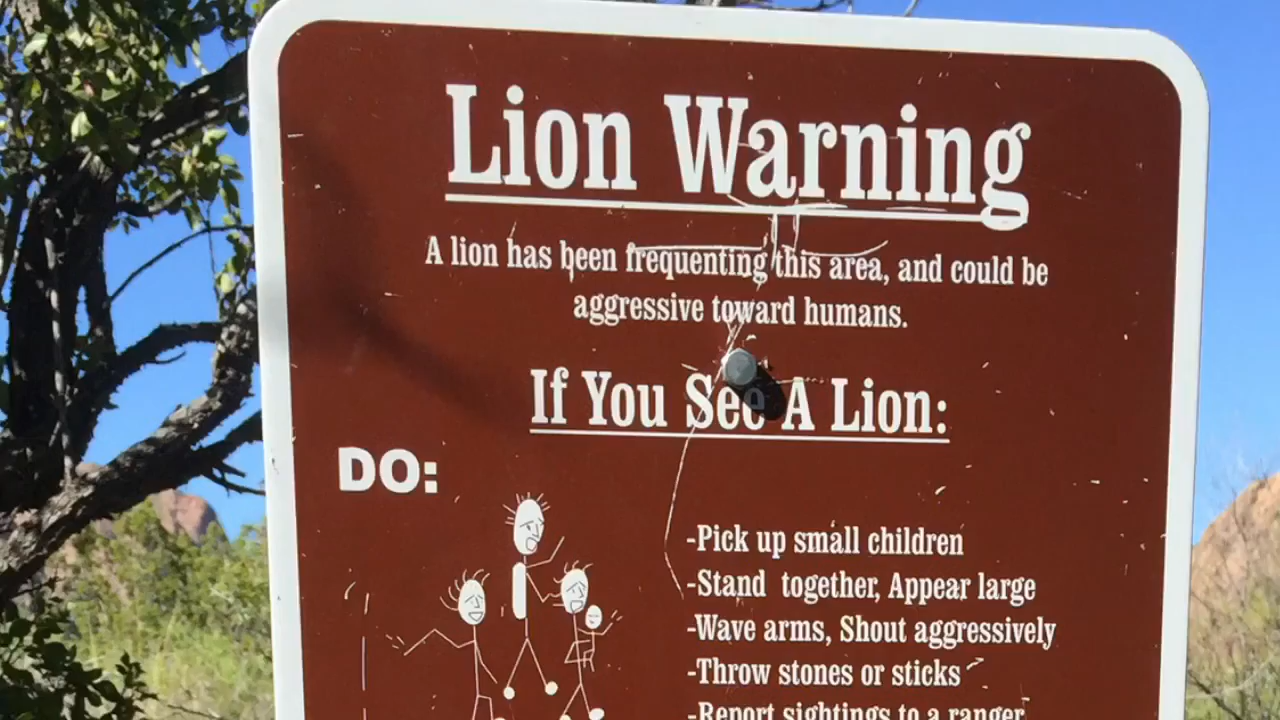 Lion Warning
A lion has been frequenting this area, and could be
aggressive toward humans.
If You See A Lion:
DO:
-Pick up small children
-Stand together, Appear large
-Wave arms, Shout aggressively
-Throw stones or sticks
-Report sightings to a ranger